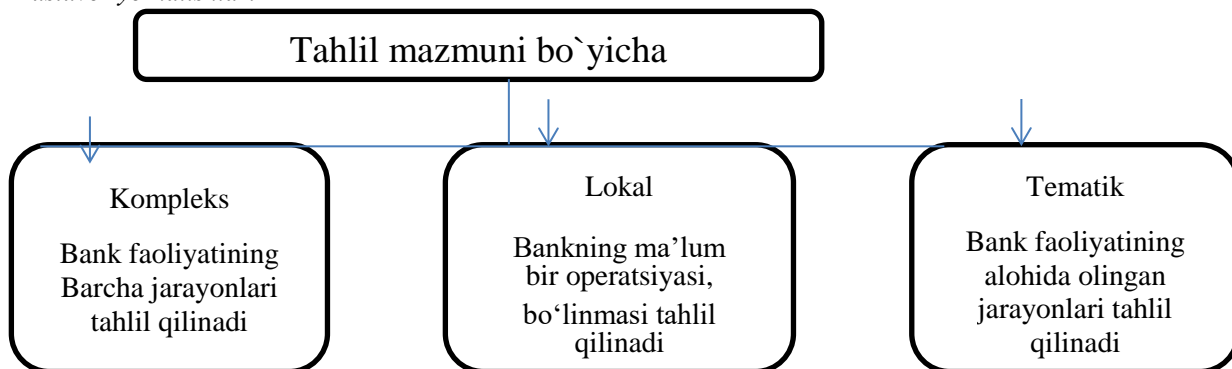 Tahlil mazmuni bo`yicha
Kompleks
Bank faoliyatining
Barcha jarayonlari
tahlil qilinadi
Lokal
Bankning ma’lum
bir operatsiyasi,
bo‘linmasi tahlil
qilinadi
Tematik
Bank faoliyatining
alohida olingan
jarayonlari tahlil
qilinadi